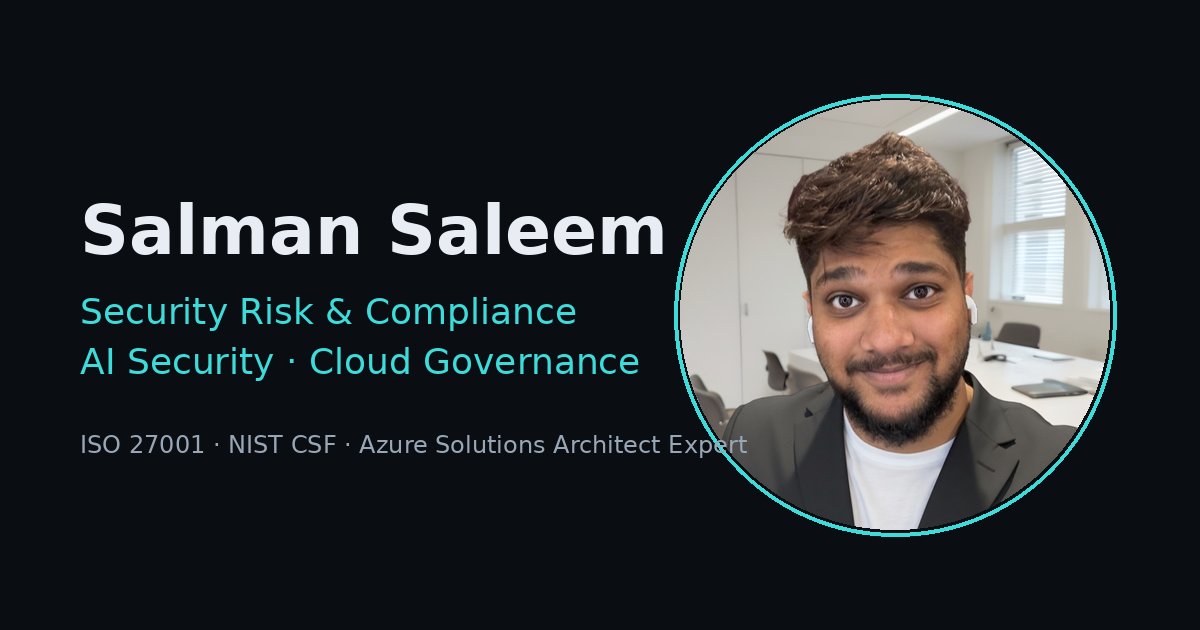 Salman Saleem
Security Risk & Compliance
AI Security · Cloud Governance
ISO 27001 · NIST CSF · Azure Solutions Architect Expert